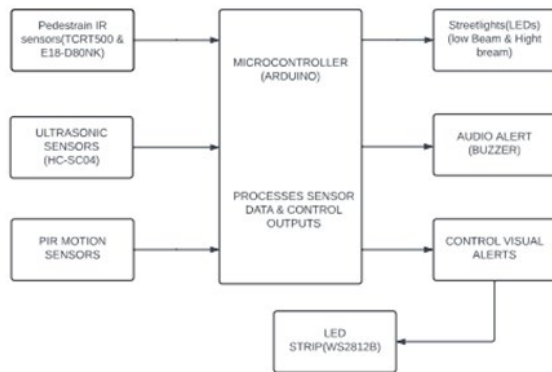 Pedestrain IR
sensors(TCRT500 &
E18-D80NK)
ULTRASONIC
SENSORS
(HC-SC04)
PIR MOTION
SENSORS
MICROCONTROLLER
(ARDUINO)
PROCESSES SENSOR
DATA & CONTROL
OUTPUTS
Streetlights(LEDs)
(low Beam & Hight
bream)
AUDIO ALERT
(BUZZER)
CONTROL VISUAL
ALERTS
LED
STRIP(WS2812B)